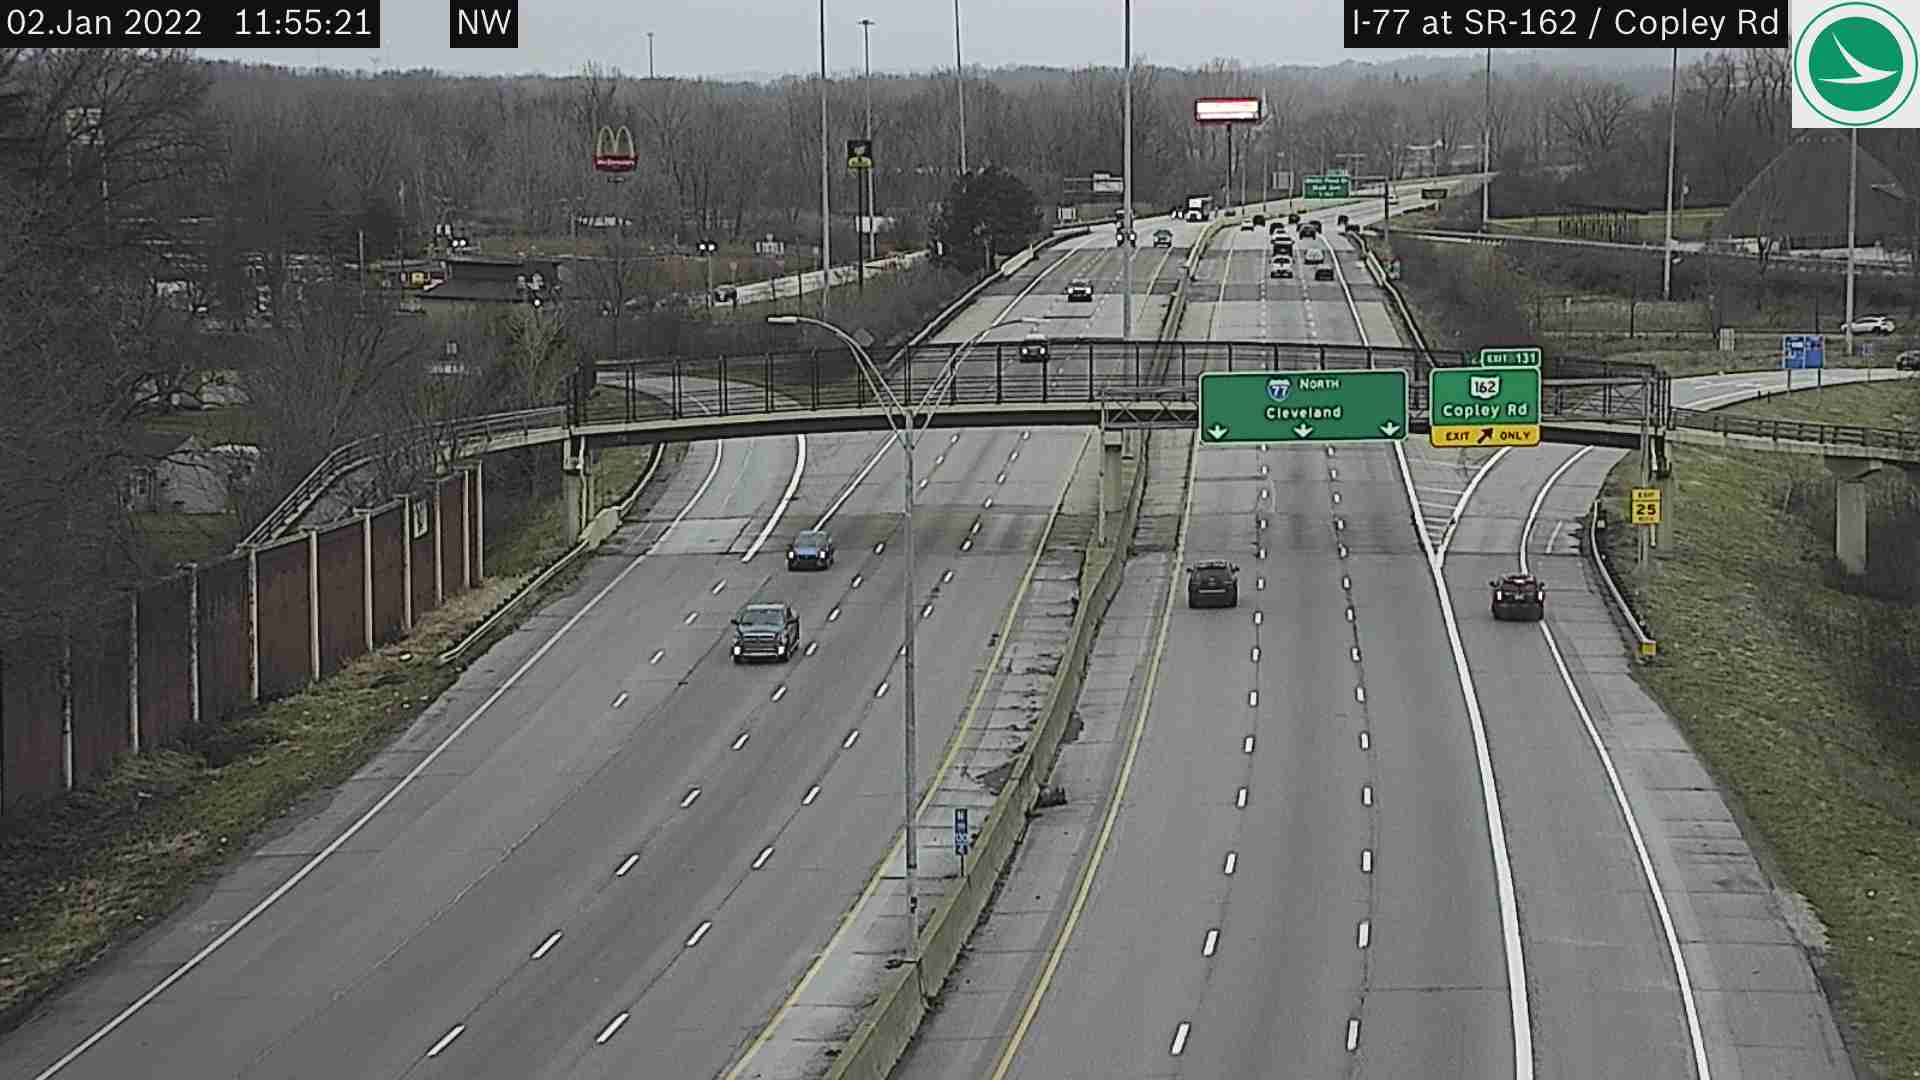 02.Jan 2022 11:55:21
NW
I-77 at SR-162 / Copley Rd
McDonald's
EXIT 131
77 NORTH
Cleveland
162
Copley Rd
EXIT ONLY
EXIT
25